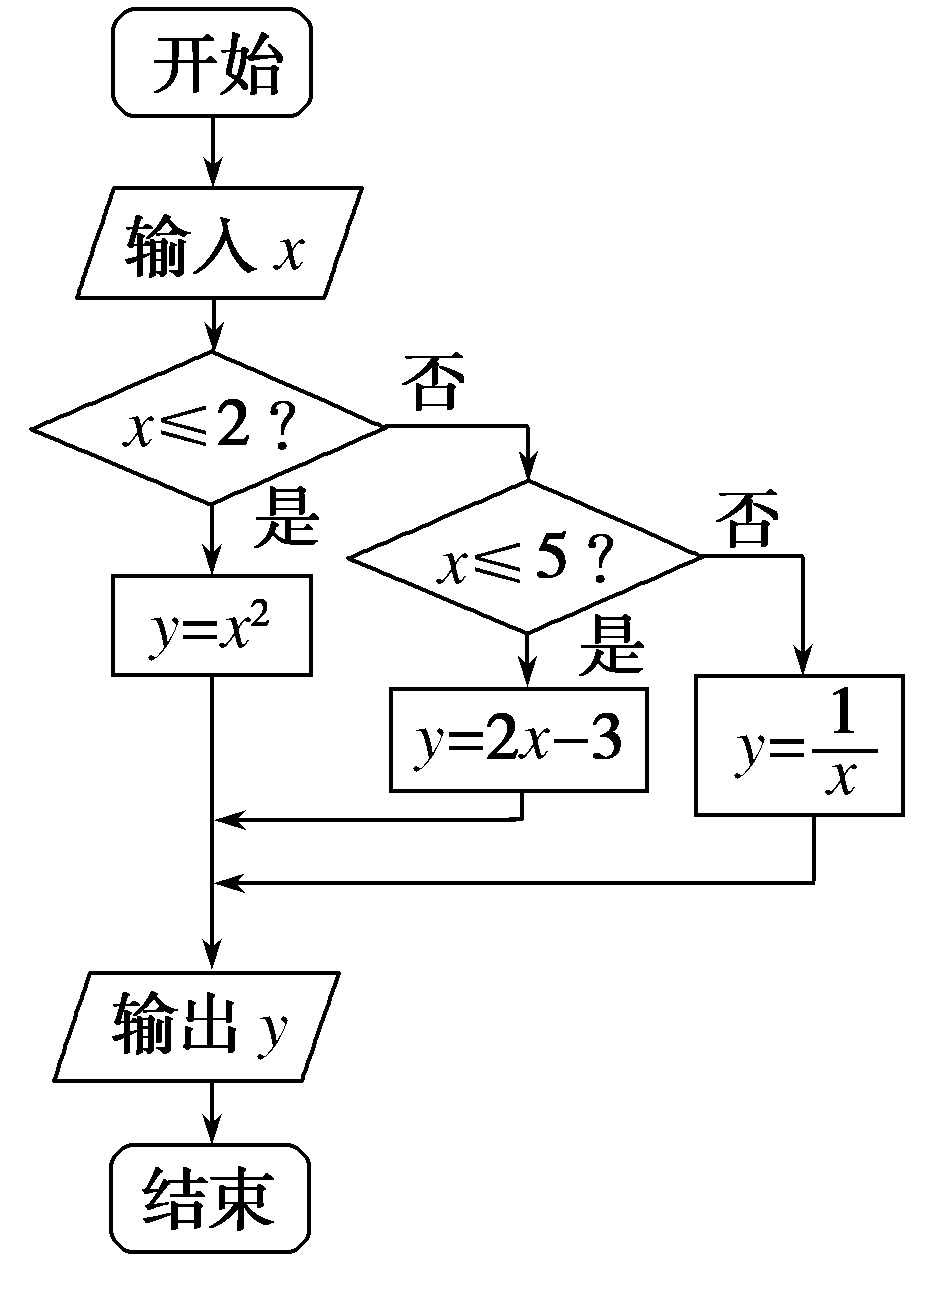 开始
输入 x
x≤2？
否
是
x≤5？
否
是
y=x²
y=2x-3
y=1/x
输出 y
结束